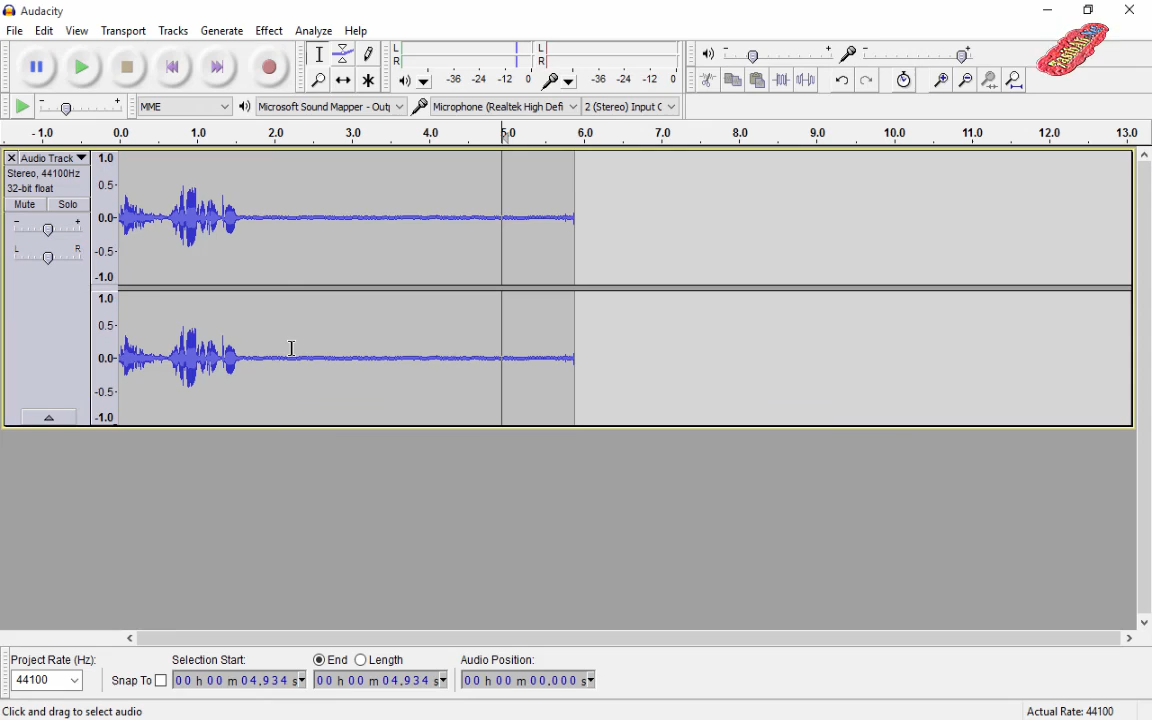 Audacity
File Edit View Transport Tracks Generate Effect Analyze Help
L
R
-36 -24 -12 0
L
R
-36 -24 -12 0
MME
Microsoft Sound Mapper - Outp
Microphone (Realtek High Defi
2 (Stereo) Input C
-1.0 0.0 1.0 2.0 3.0 4.0 5.0 6.0 7.0 8.0 9.0 10.0 11.0 12.0 13.0
Audio Track
Stereo, 44100Hz
32-bit float
Mute Solo
L R
1.0
0.5
0.0
-0.5
-1.0
1.0
0.5
0.0
-0.5
-1.0
Project Rate (Hz):
44100
Snap To
Selection Start:
End Length
Audio Position:
00 h 00 m 04.934 s
00 h 00 m 04.934 s
00 h 00 m 00.000 s
Click and drag to select audio
Actual Rate: 44100